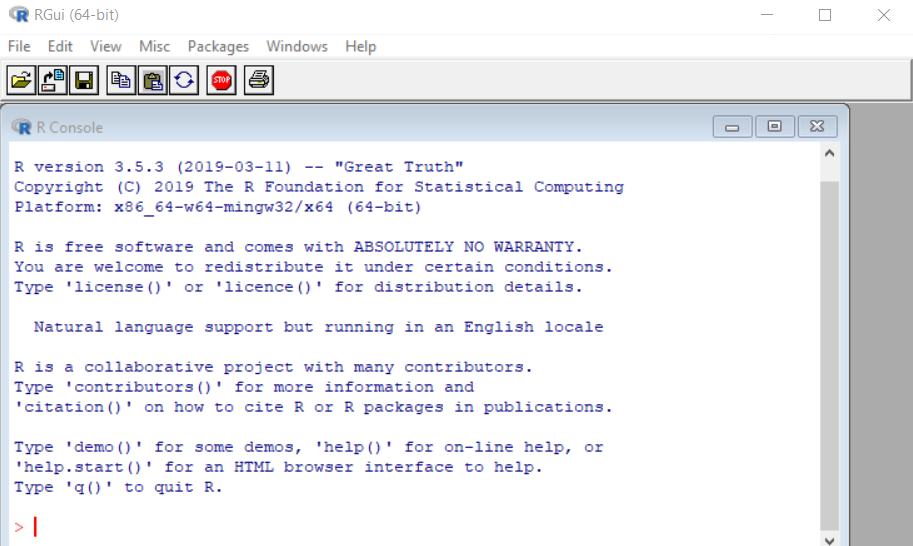 RGui (64-bit)
File Edit View Misc Packages Windows Help
STOP
R Console
R version 3.5.3 (2019-03-11) -- "Great Truth"
Copyright (C) 2019 The R Foundation for Statistical Computing
Platform: x86_64-w64-mingw32/x64 (64-bit)
R is free software and comes with ABSOLUTELY NO WARRANTY.
You are welcome to redistribute it under certain conditions.
Type 'license()' or 'licence()' for distribution details.
Natural language support but running in an English locale
R is a collaborative project with many contributors.
Type 'contributors()' for more information and
'citation()' on how to cite R or R packages in publications.
Type 'demo()' for some demos, 'help()' for on-line help, or
'help.start()' for an HTML browser interface to help.
Type 'q()' to quit R.
>